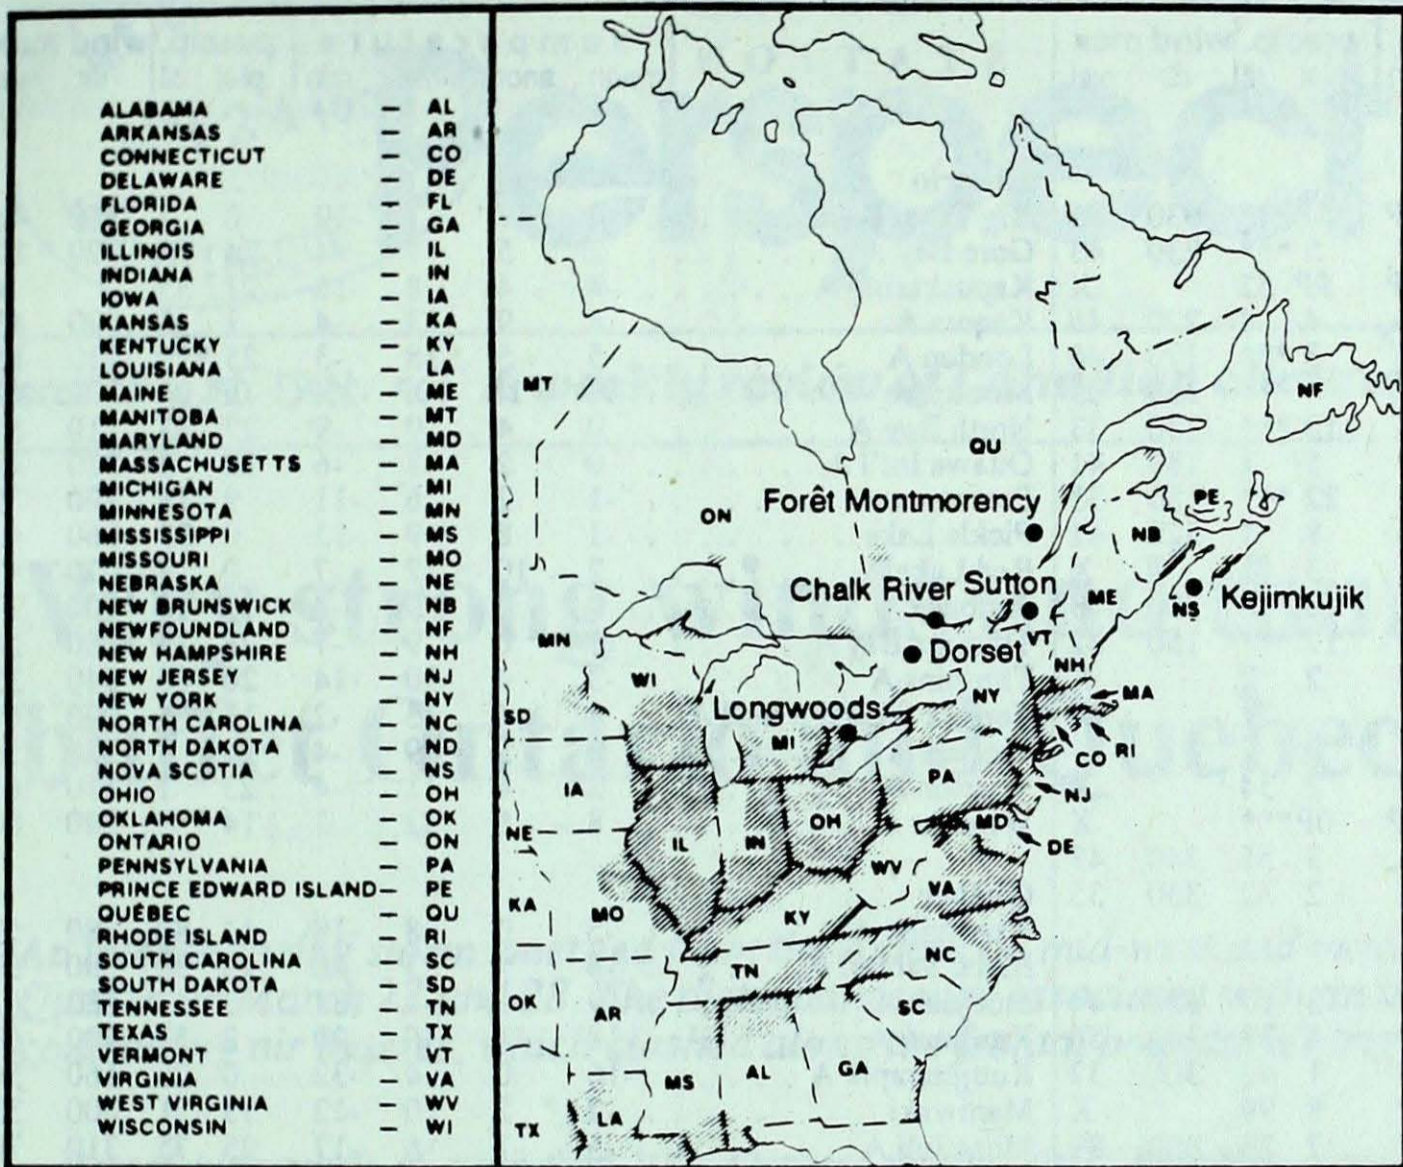 ALABAMA — AL
ARKANSAS — AR
CONNECTICUT — CO
DELAWARE — DE
FLORIDA — FL
GEORGIA — GA
ILLINOIS — IL
INDIANA — IN
IOWA — IA
KANSAS — KA
KENTUCKY — KY
LOUISIANA — LA
MAINE — ME
MANITOBA — MT
MARYLAND — MD
MASSACHUSETTS — MA
MICHIGAN — MI
MINNESOTA — MN
MISSISSIPPI — MS
MISSOURI — MO
NEBRASKA — NE
NEW BRUNSWICK — NB
NEWFOUNDLAND — NF
NEW HAMPSHIRE — NH
NEW JERSEY — NJ
NEW YORK — NY
NORTH CAROLINA — NC
NORTH DAKOTA — ND
NOVA SCOTIA — NS
OHIO — OH
OKLAHOMA — OK
ONTARIO — ON
PENNSYLVANIA — PA
PRINCE EDWARD ISLAND — PE
QUÉBEC — QU
RHODE ISLAND — RI
SOUTH CAROLINA — SC
SOUTH DAKOTA — SD
TENNESSEE — TN
TEXAS — TX
VERMONT — VT
VIRGINIA — VA
WEST VIRGINIA — WV
WISCONSIN — WI
MT
NF
QU
Forêt Montmorency
PE
ON
NB
Chalk River
Sutton
ME
NS
Kejimkujik
MN
VT
Dorset
NH
WI
NY
MA
Longwoods
SD
MI
CO
RI
PA
IA
NJ
NE
OH
MD
IL
IN
DE
WV
VA
KA
MO
KY
NC
TN
OK
AR
SC
MS
AL
GA
LA
TX